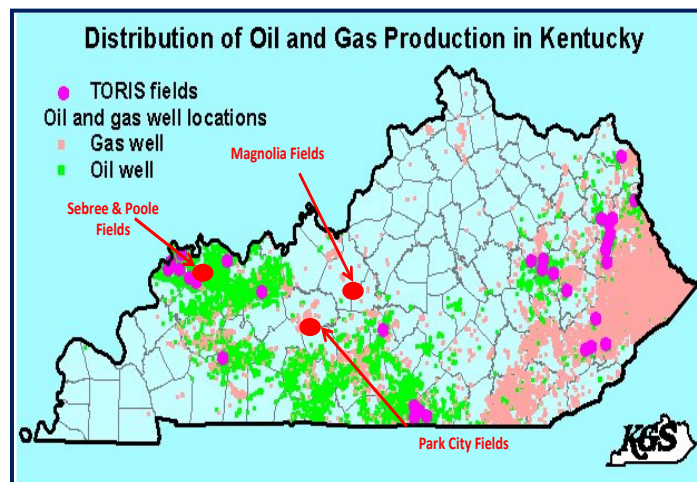 Distribution of Oil and Gas Production in Kentucky
TORIS fields
Oil and gas well locations
Gas well
Oil well
Magnolia Fields
Sebree & Poole
Fields
Park City Fields
KGS